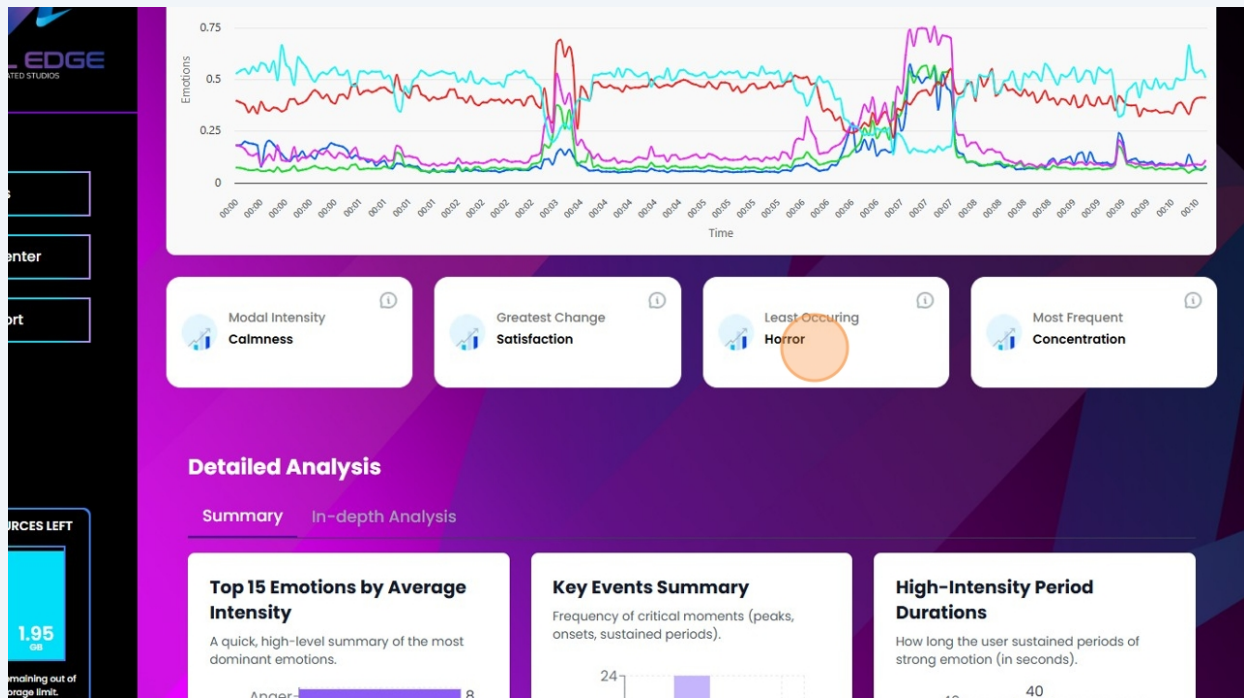 L EDGE
ATED STUDIOS
0.75
0.5
0.25
0
Emotions
00:00 00:00 00:00 00:00 00:00 00:01 00:01 00:01 00:01 00:02 00:02 00:02 00:02 00:03 00:04 00:04 00:04 00:04 00:04 00:05 00:05 00:05 00:05 00:06 00:06 00:06 00:06 00:07 00:07 00:07 00:08 00:08 00:08 00:08 00:09 00:09 00:09 00:09 00:10 00:10
Time
s
enter
ort
Modal Intensity
Calmness
Greatest Change
Satisfaction
Least Occuring
Horror
Most Frequent
Concentration
Detailed Analysis
Summary In-depth Analysis
URCES LEFT
1.95
GB
emaining out of
orage limit.
Top 15 Emotions by Average
Intensity
A quick, high-level summary of the most
dominant emotions.
Anger
8
Key Events Summary
Frequency of critical moments (peaks,
onsets, sustained periods).
24
High-Intensity Period
Durations
How long the user sustained periods of
strong emotion (in seconds).
40